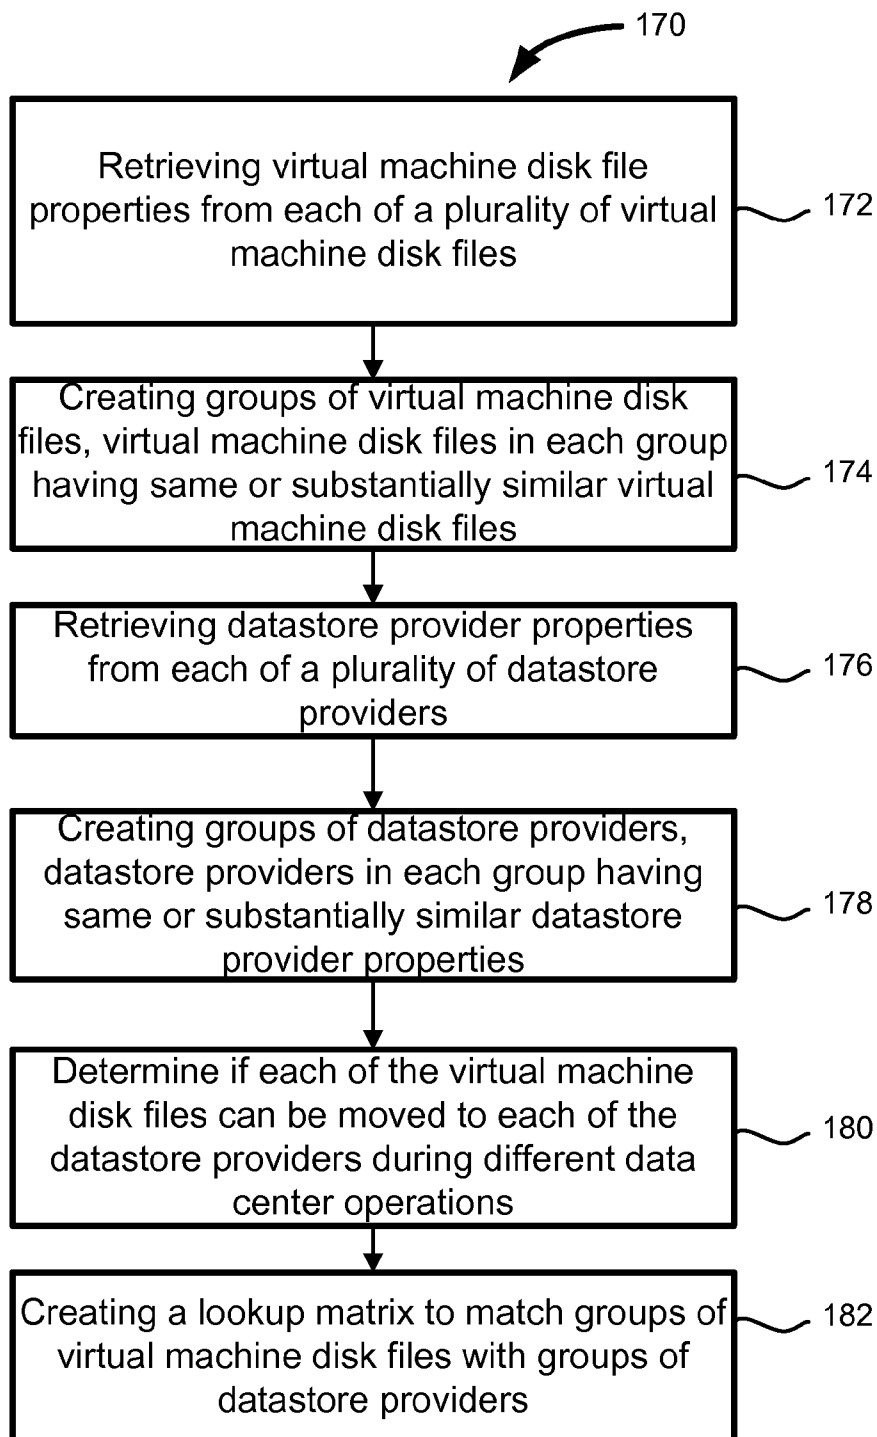 170
Retrieving virtual machine disk file
properties from each of a plurality of virtual
machine disk files
172
Creating groups of virtual machine disk
files, virtual machine disk files in each group
having same or substantially similar virtual
machine disk files
174
Retrieving datastore provider properties
from each of a plurality of datastore
providers
176
Creating groups of datastore providers,
datastore providers in each group having
same or substantially similar datastore
provider properties
178
Determine if each of the virtual machine
disk files can be moved to each of the
datastore providers during different data
center operations
180
Creating a lookup matrix to match groups of
virtual machine disk files with groups of
datastore providers
182